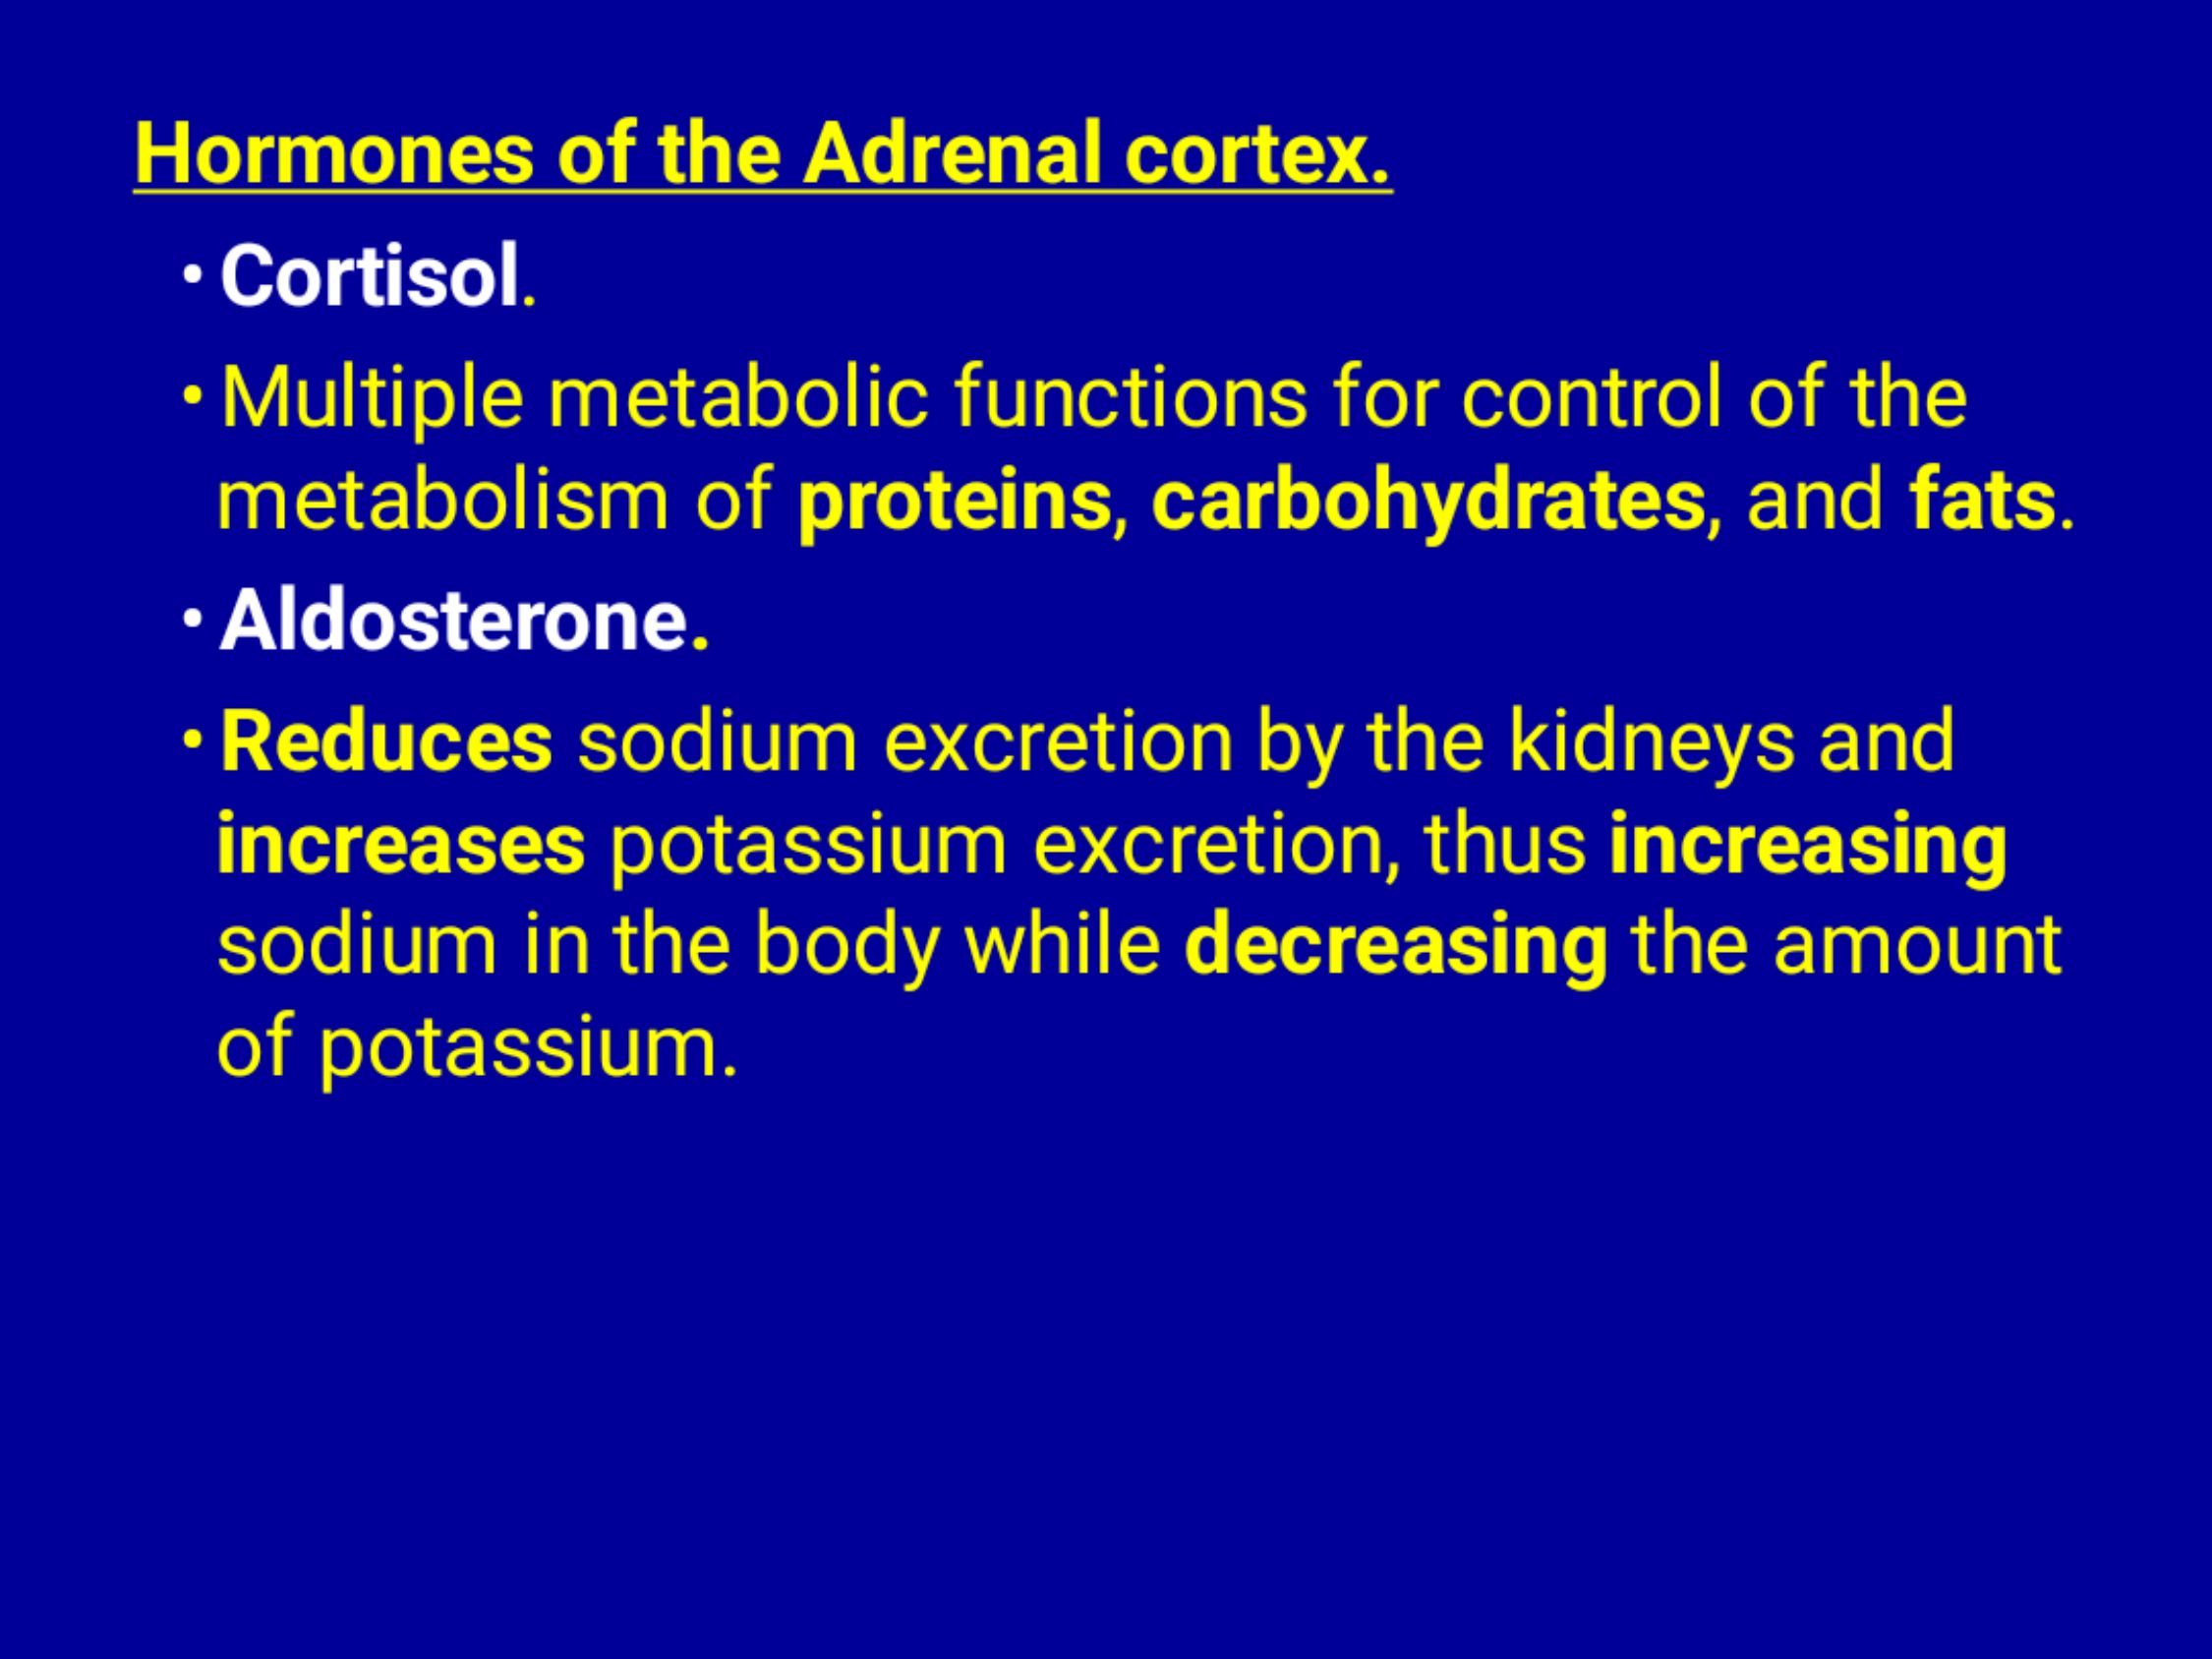 Hormones of the Adrenal cortex.
• Cortisol.
• Multiple metabolic functions for control of the
metabolism of proteins, carbohydrates, and fats.
• Aldosterone.
• Reduces sodium excretion by the kidneys and
increases potassium excretion, thus increasing
sodium in the body while decreasing the amount
of potassium.